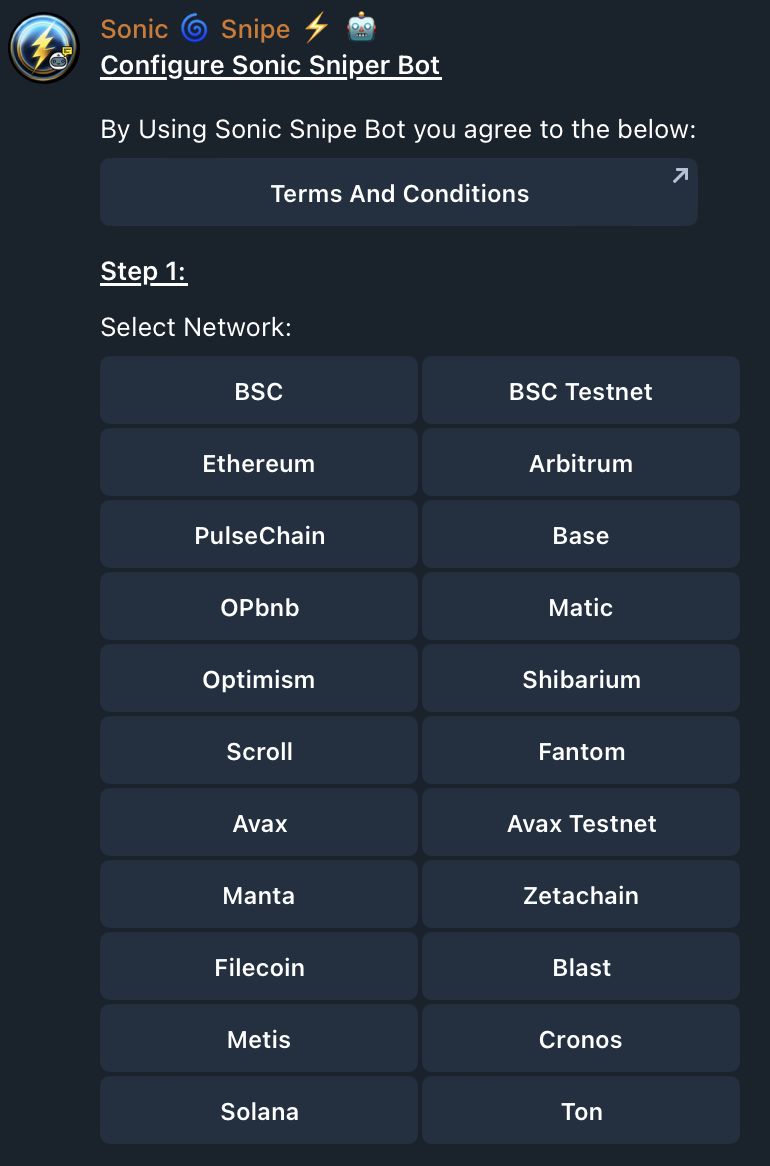 Sonic 🌀 Snipe ⚡ 🤖
Configure Sonic Sniper Bot
By Using Sonic Snipe Bot you agree to the below:
Terms And Conditions
Step 1:
Select Network:
BSC
BSC Testnet
Ethereum
Arbitrum
PulseChain
Base
OPbnb
Matic
Optimism
Shibarium
Scroll
Fantom
Avax
Avax Testnet
Manta
Zetachain
Filecoin
Blast
Metis
Cronos
Solana
Ton